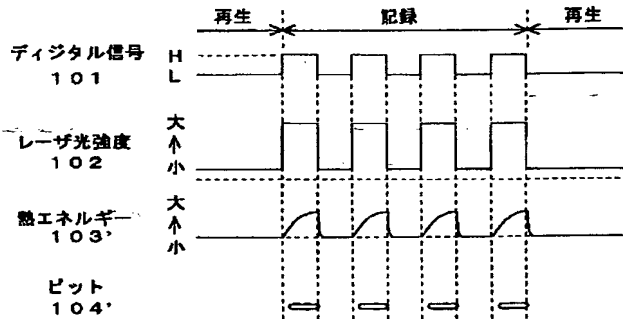 再生 記録 再生
ディジタル信号 H
101 L
レーザ光強度 大
102 小
熱エネルギー 大
103' 小
ピット
104'